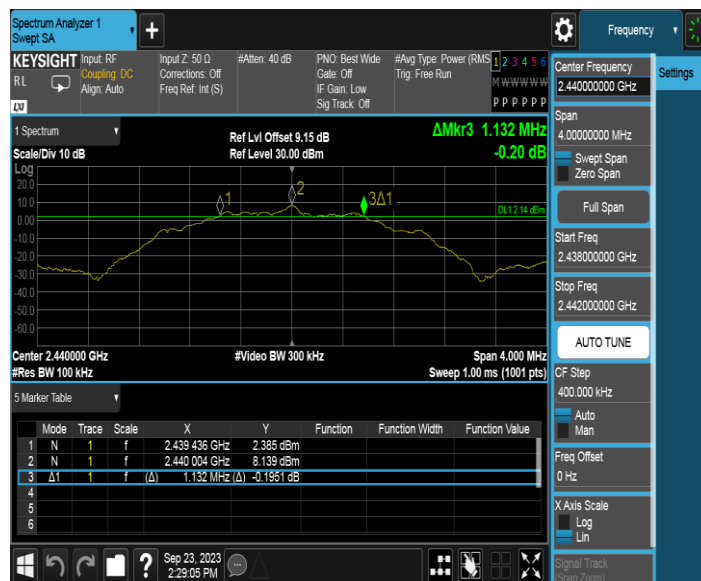 Spectrum Analyzer 1
Swept SA
Frequency
KEYSIGHT
RL
LXI
Input: RF
Coupling: DC
Align: Auto
Input Z: 50 Ω
Corrections: Off
Freq Ref: Int (S)
#Atten: 40 dB
PNO: Best Wide
Gate: Off
IF Gain: Low
Sig Track: Off
#Avg Type: Power (RMS
Trig: Free Run
1 2 3 4 5 6
M W W W W W
P P P P P P
1 Spectrum
Scale/Div 10 dB
Ref Lvl Offset 9.15 dB
Ref Level 30.00 dBm
ΔMkr3 1.132 MHz
-0.20 dB
Log
20.0
10.0
0.00
-10.0
-20.0
-30.0
-40.0
-50.0
-60.0
1
2
3Δ1
DL1 2.14 dBm
Center 2.440000 GHz
#Res BW 100 kHz
#Video BW 300 kHz
Span 4.000 MHz
Sweep 1.00 ms (1001 pts)
5 Marker Table
Mode Trace Scale X Y Function Function Width Function Value
1 N 1 f 2.439 436 GHz 2.385 dBm
2 N 1 f 2.440 004 GHz 8.139 dBm
3 Δ1 1 f (Δ) 1.132 MHz (Δ) -0.1951 dB
4
5
6
?
Sep 23, 2023
2:29:05 PM
Settings
Center Frequency
2.440000000 GHz
Span
4.00000000 MHz
Swept Span
Zero Span
Full Span
Start Freq
2.438000000 GHz
Stop Freq
2.442000000 GHz
AUTO TUNE
CF Step
400.000 kHz
Auto
Man
Freq Offset
0 Hz
X Axis Scale
Log
Lin
Signal Track
(Span Zoom)